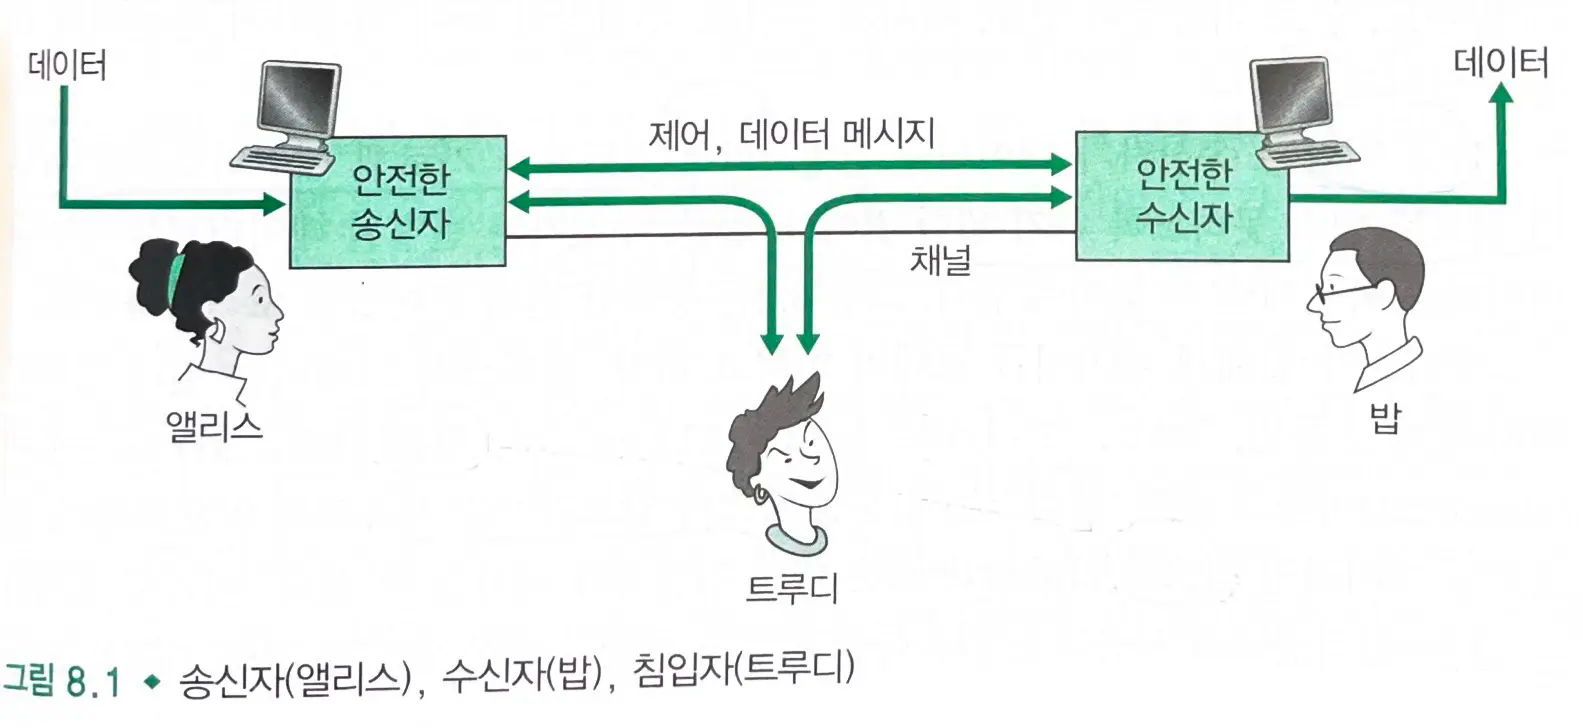 데이터
데이터
제어, 데이터 메시지
안전한
송신자
안전한
수신자
채널
앨리스
밥
트루디
그림 8.1 ◆ 송신자(앨리스), 수신자(밥), 침입자(트루디)